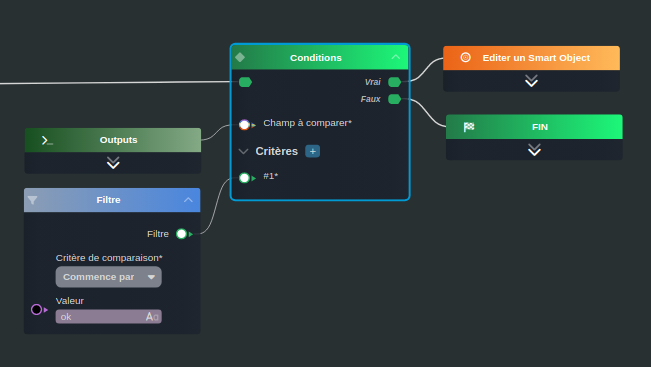 Conditions
Editer un Smart Object
Vrai
Faux
FIN
Outputs
Champ à comparer*
Critères +
#1*
Filtre
Filtre
Critère de comparaison*
Commence par
Valeur
ok